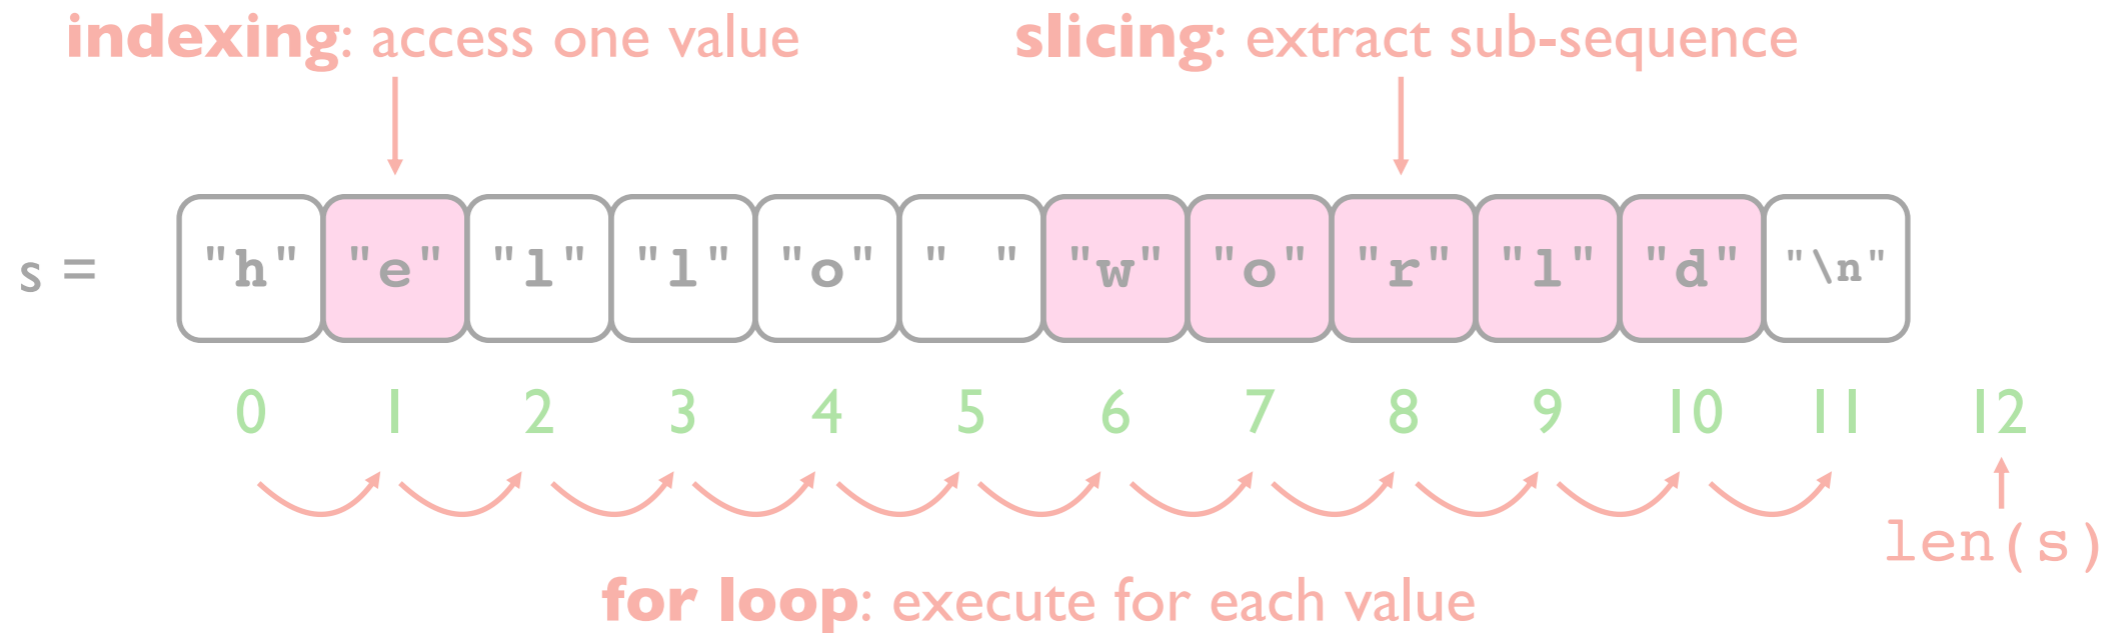 indexing: access one value
slicing: extract sub-sequence
s = "h" "e" "l" "l" "o" " " "w" "o" "r" "l" "d" "\n"
0 1 2 3 4 5 6 7 8 9 10 11 12
len(s)
for loop: execute for each value